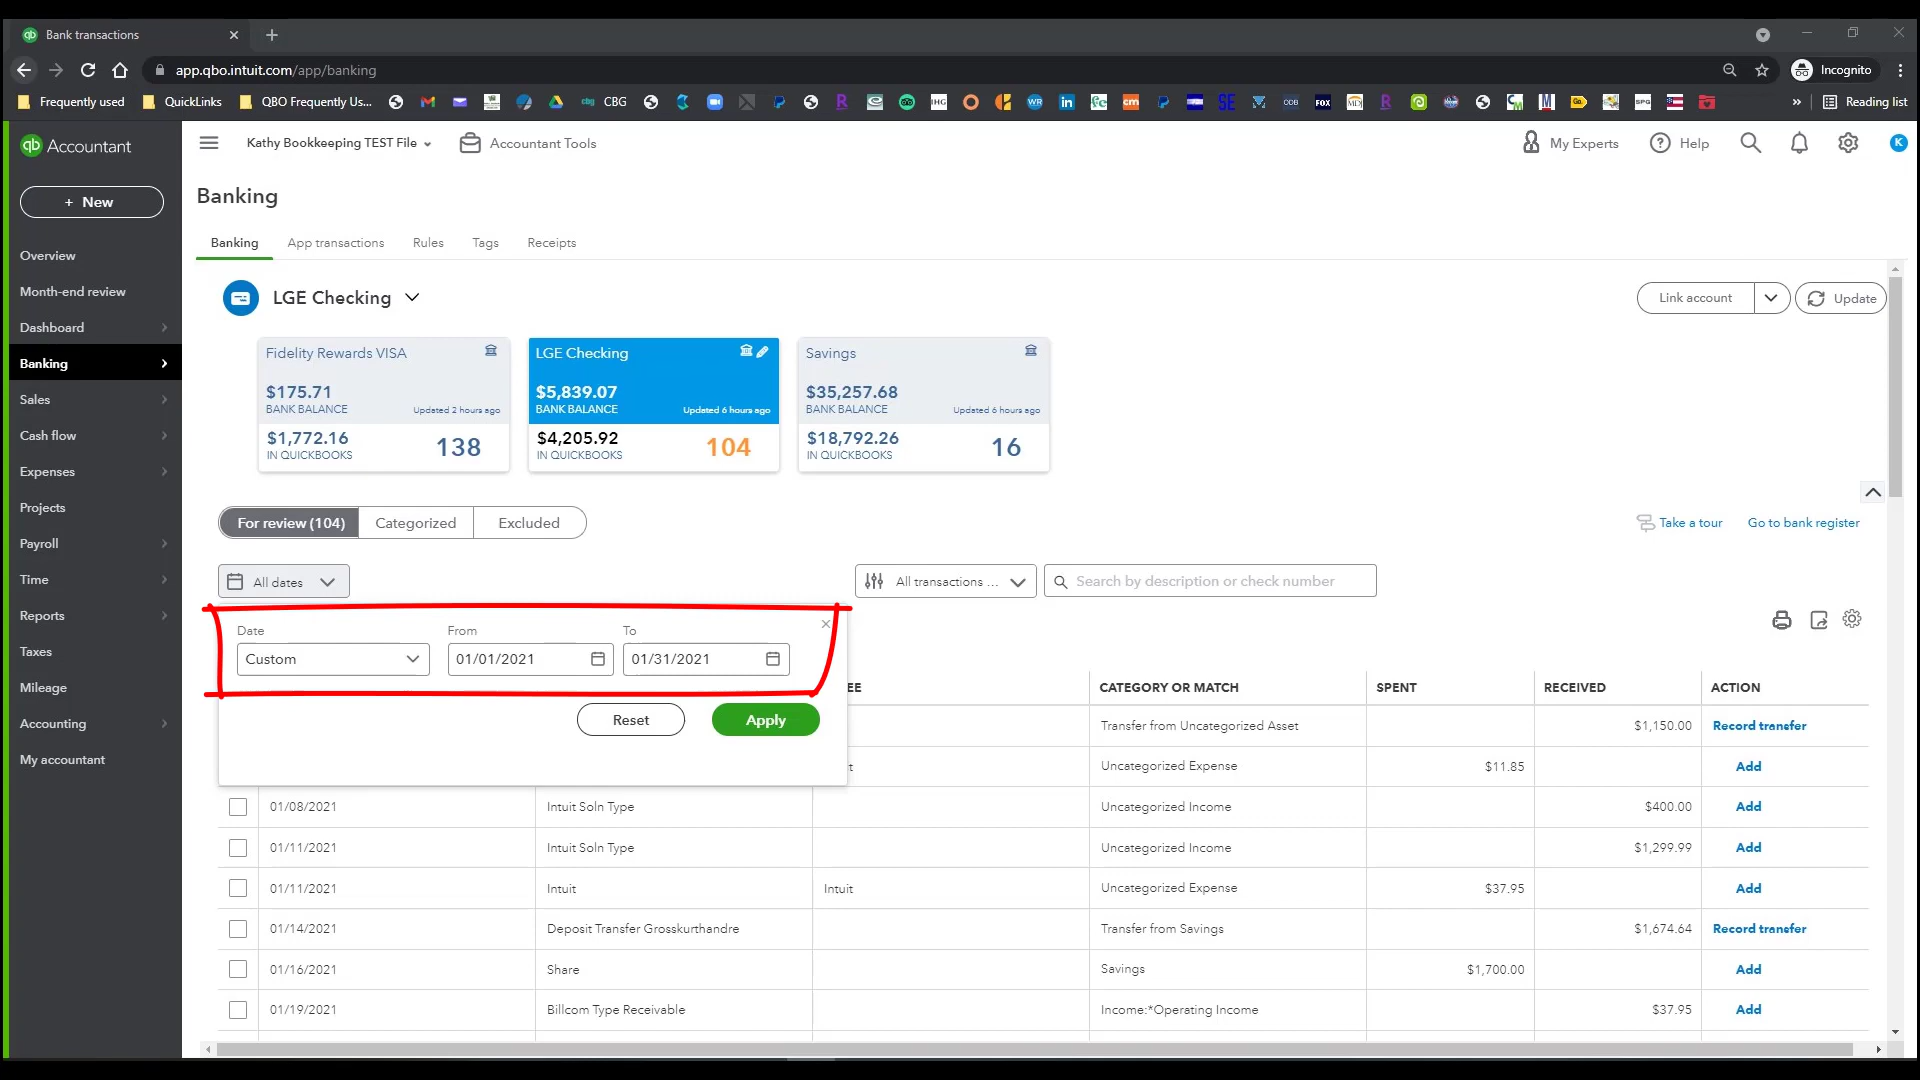 Bank transactions
app.qbo.intuit.com/app/banking
Incognito
Frequently used
QuickLinks
QBO Frequently Us...
CBG
Reading list
qb Accountant
Kathy Bookkeeping TEST File
Accountant Tools
My Experts
Help
K
+ New
Overview
Month-end review
Dashboard
Banking
Sales
Cash flow
Expenses
Projects
Payroll
Time
Reports
Taxes
Mileage
Accounting
My accountant
Banking
Banking
App transactions
Rules
Tags
Receipts
LGE Checking
Link account
Update
Fidelity Rewards VISA
$175.71
BANK BALANCE
Updated 2 hours ago
$1,772.16
IN QUICKBOOKS
138
LGE Checking
$5,839.07
BANK BALANCE
Updated 6 hours ago
$4,205.92
IN QUICKBOOKS
104
Savings
$35,257.68
BANK BALANCE
Updated 6 hours ago
$18,792.26
IN QUICKBOOKS
16
For review (104)
Categorized
Excluded
Take a tour
Go to bank register
All dates
All transactions ...
Search by description or check number
Date
From
To
Custom
01/01/2021
01/31/2021
Reset
Apply
EE
CATEGORY OR MATCH
SPENT
RECEIVED
ACTION
Transfer from Uncategorized Asset
$1,150.00
Record transfer
t
Uncategorized Expense
$11.85
Add
01/08/2021
Intuit Soln Type
Uncategorized Income
$400.00
Add
01/11/2021
Intuit Soln Type
Uncategorized Income
$1,299.99
Add
01/11/2021
Intuit
Intuit
Uncategorized Expense
$37.95
Add
01/14/2021
Deposit Transfer Grosskurthandre
Transfer from Savings
$1,674.64
Record transfer
01/16/2021
Share
Savings
$1,700.00
Add
01/19/2021
Billcom Type Receivable
Income:*Operating Income
$37.95
Add